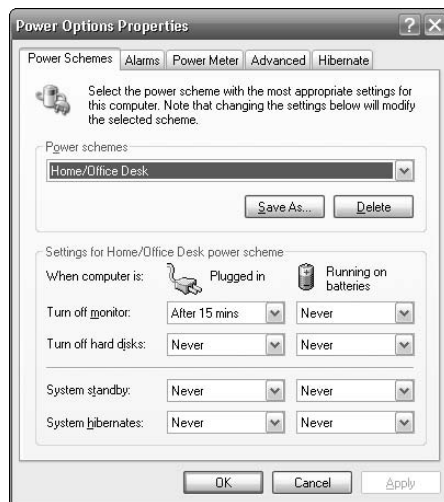 Power Options Properties
Power Schemes Alarms Power Meter Advanced Hibernate
Select the power scheme with the most appropriate settings for
this computer. Note that changing the settings below will modify
the selected scheme.
Power schemes
Home/Office Desk
Save As... Delete
Settings for Home/Office Desk power scheme
When computer is: Plugged in Running on
batteries
Turn off monitor: After 15 mins Never
Turn off hard disks: Never Never
System standby: Never Never
System hibernates: Never Never
OK Cancel Apply